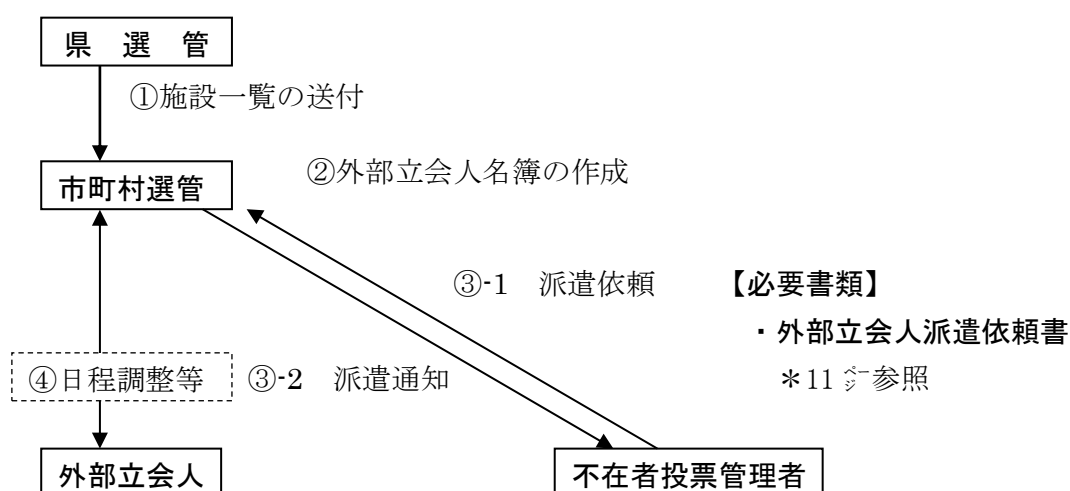 県 選 管
①施設一覧の送付
②外部立会人名簿の作成
市町村選管
③-1 派遣依頼 【必要書類】
・外部立会人派遣依頼書
④日程調整等 ③-2 派遣通知 ＊11㌻参照
外部立会人 不在者投票管理者